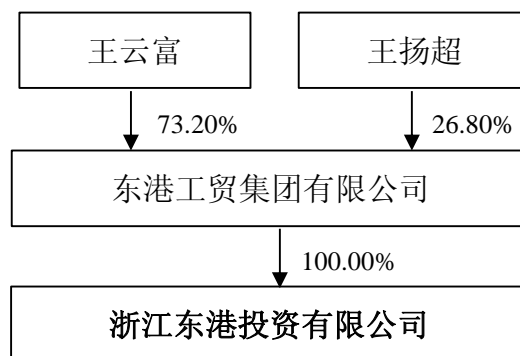 王云富
王扬超
73.20%
26.80%
东港工贸集团有限公司
100.00%
浙江东港投资有限公司